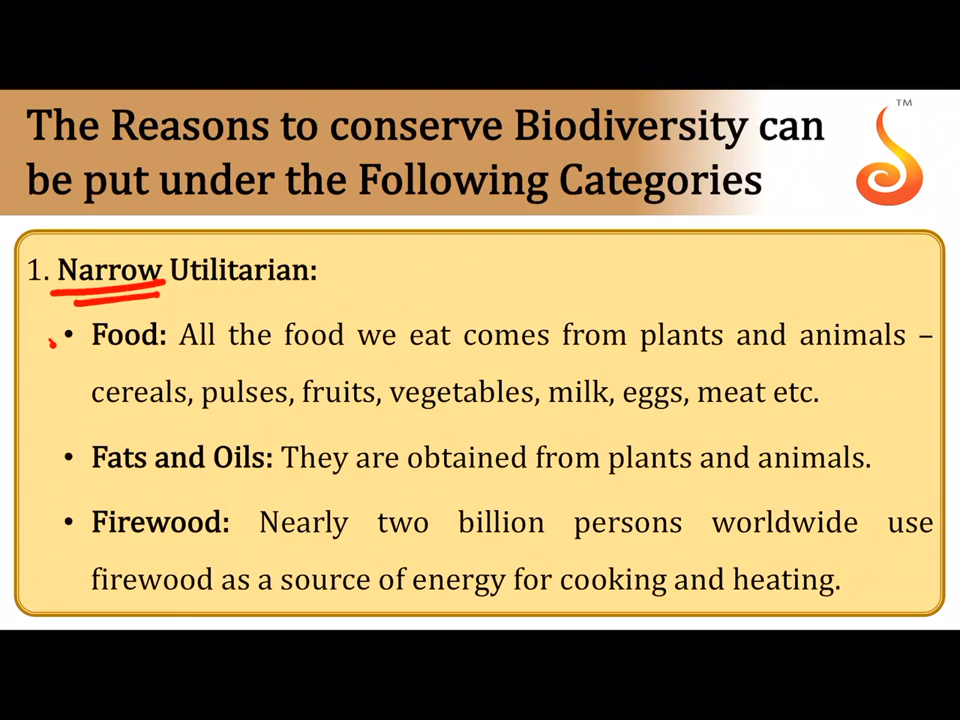 The Reasons to conserve Biodiversity can
be put under the Following Categories
TM
1. Narrow Utilitarian:
• Food: All the food we eat comes from plants and animals –
cereals, pulses, fruits, vegetables, milk, eggs, meat etc.
• Fats and Oils: They are obtained from plants and animals.
• Firewood: Nearly two billion persons worldwide use
firewood as a source of energy for cooking and heating.